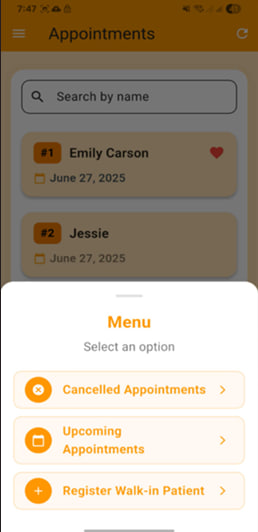 7:47
Appointments
Search by name
#1 Emily Carson
June 27, 2025
#2 Jessie
June 27, 2025
Menu
Select an option
Cancelled Appointments
Upcoming
Appointments
Register Walk-in Patient